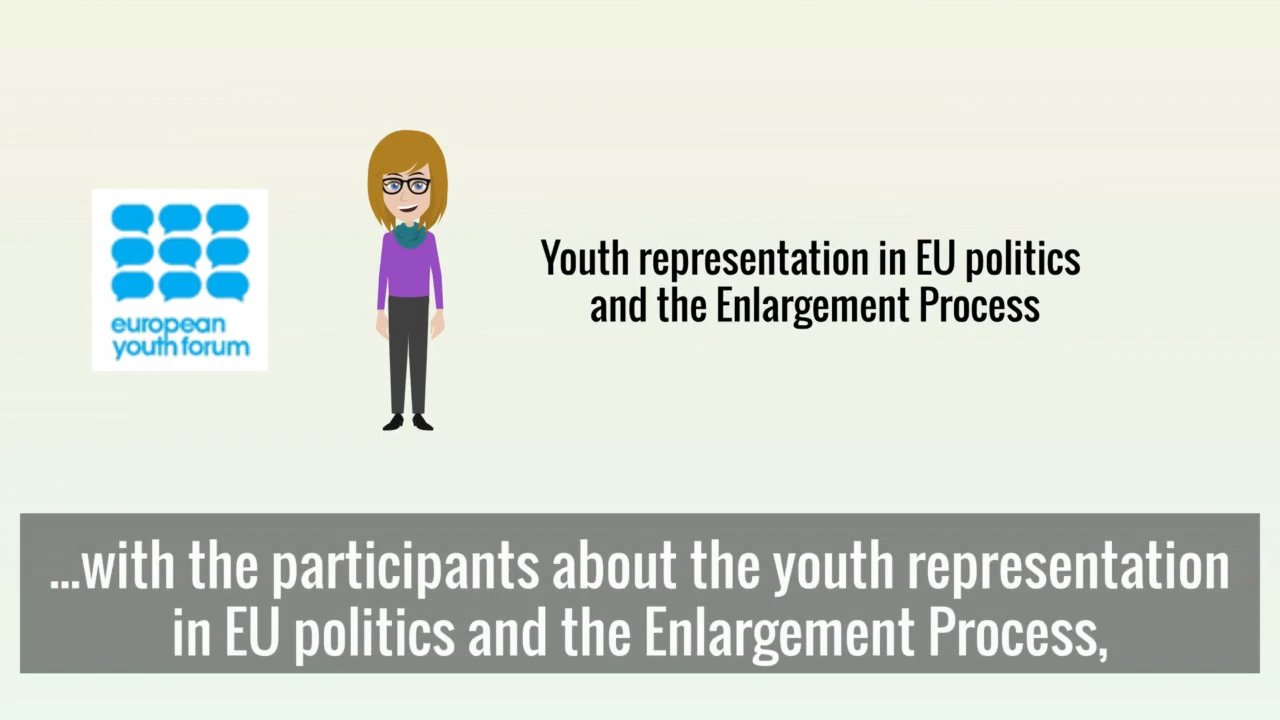 european
youth forum
Youth representation in EU politics
and the Enlargement Process
...with the participants about the youth representation
in EU politics and the Enlargement Process,